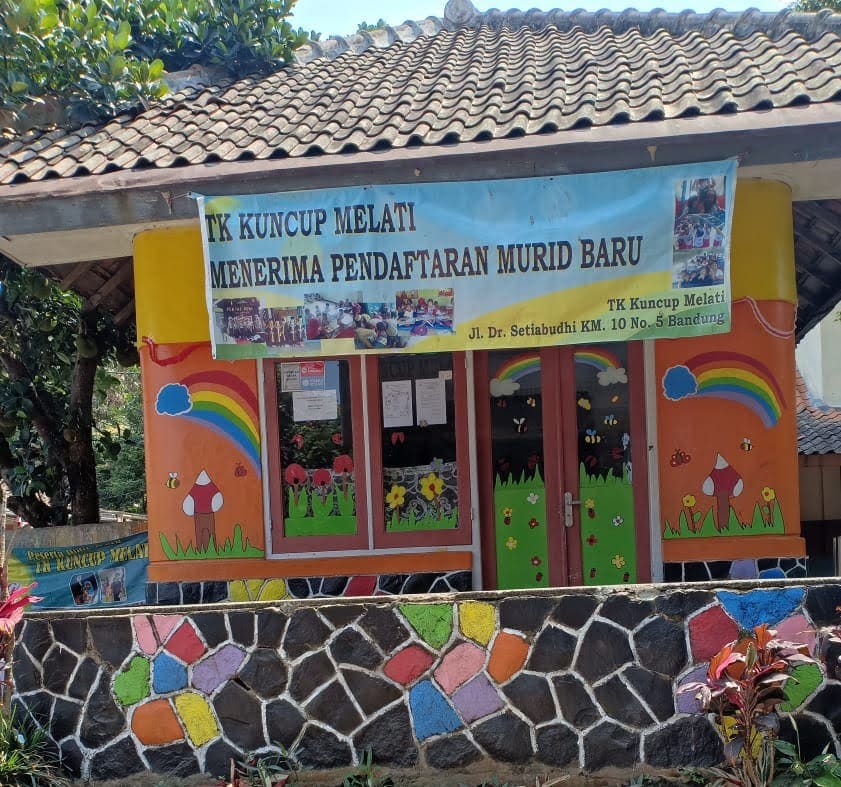 TK KUNCUP MELATI
MENERIMA PENDAFTARAN MURID BARU
TK Kuncup Melati
Jl. Dr. Setiabudhi KM. 10 No. 5 Bandung
TK KUNCUP MELATI